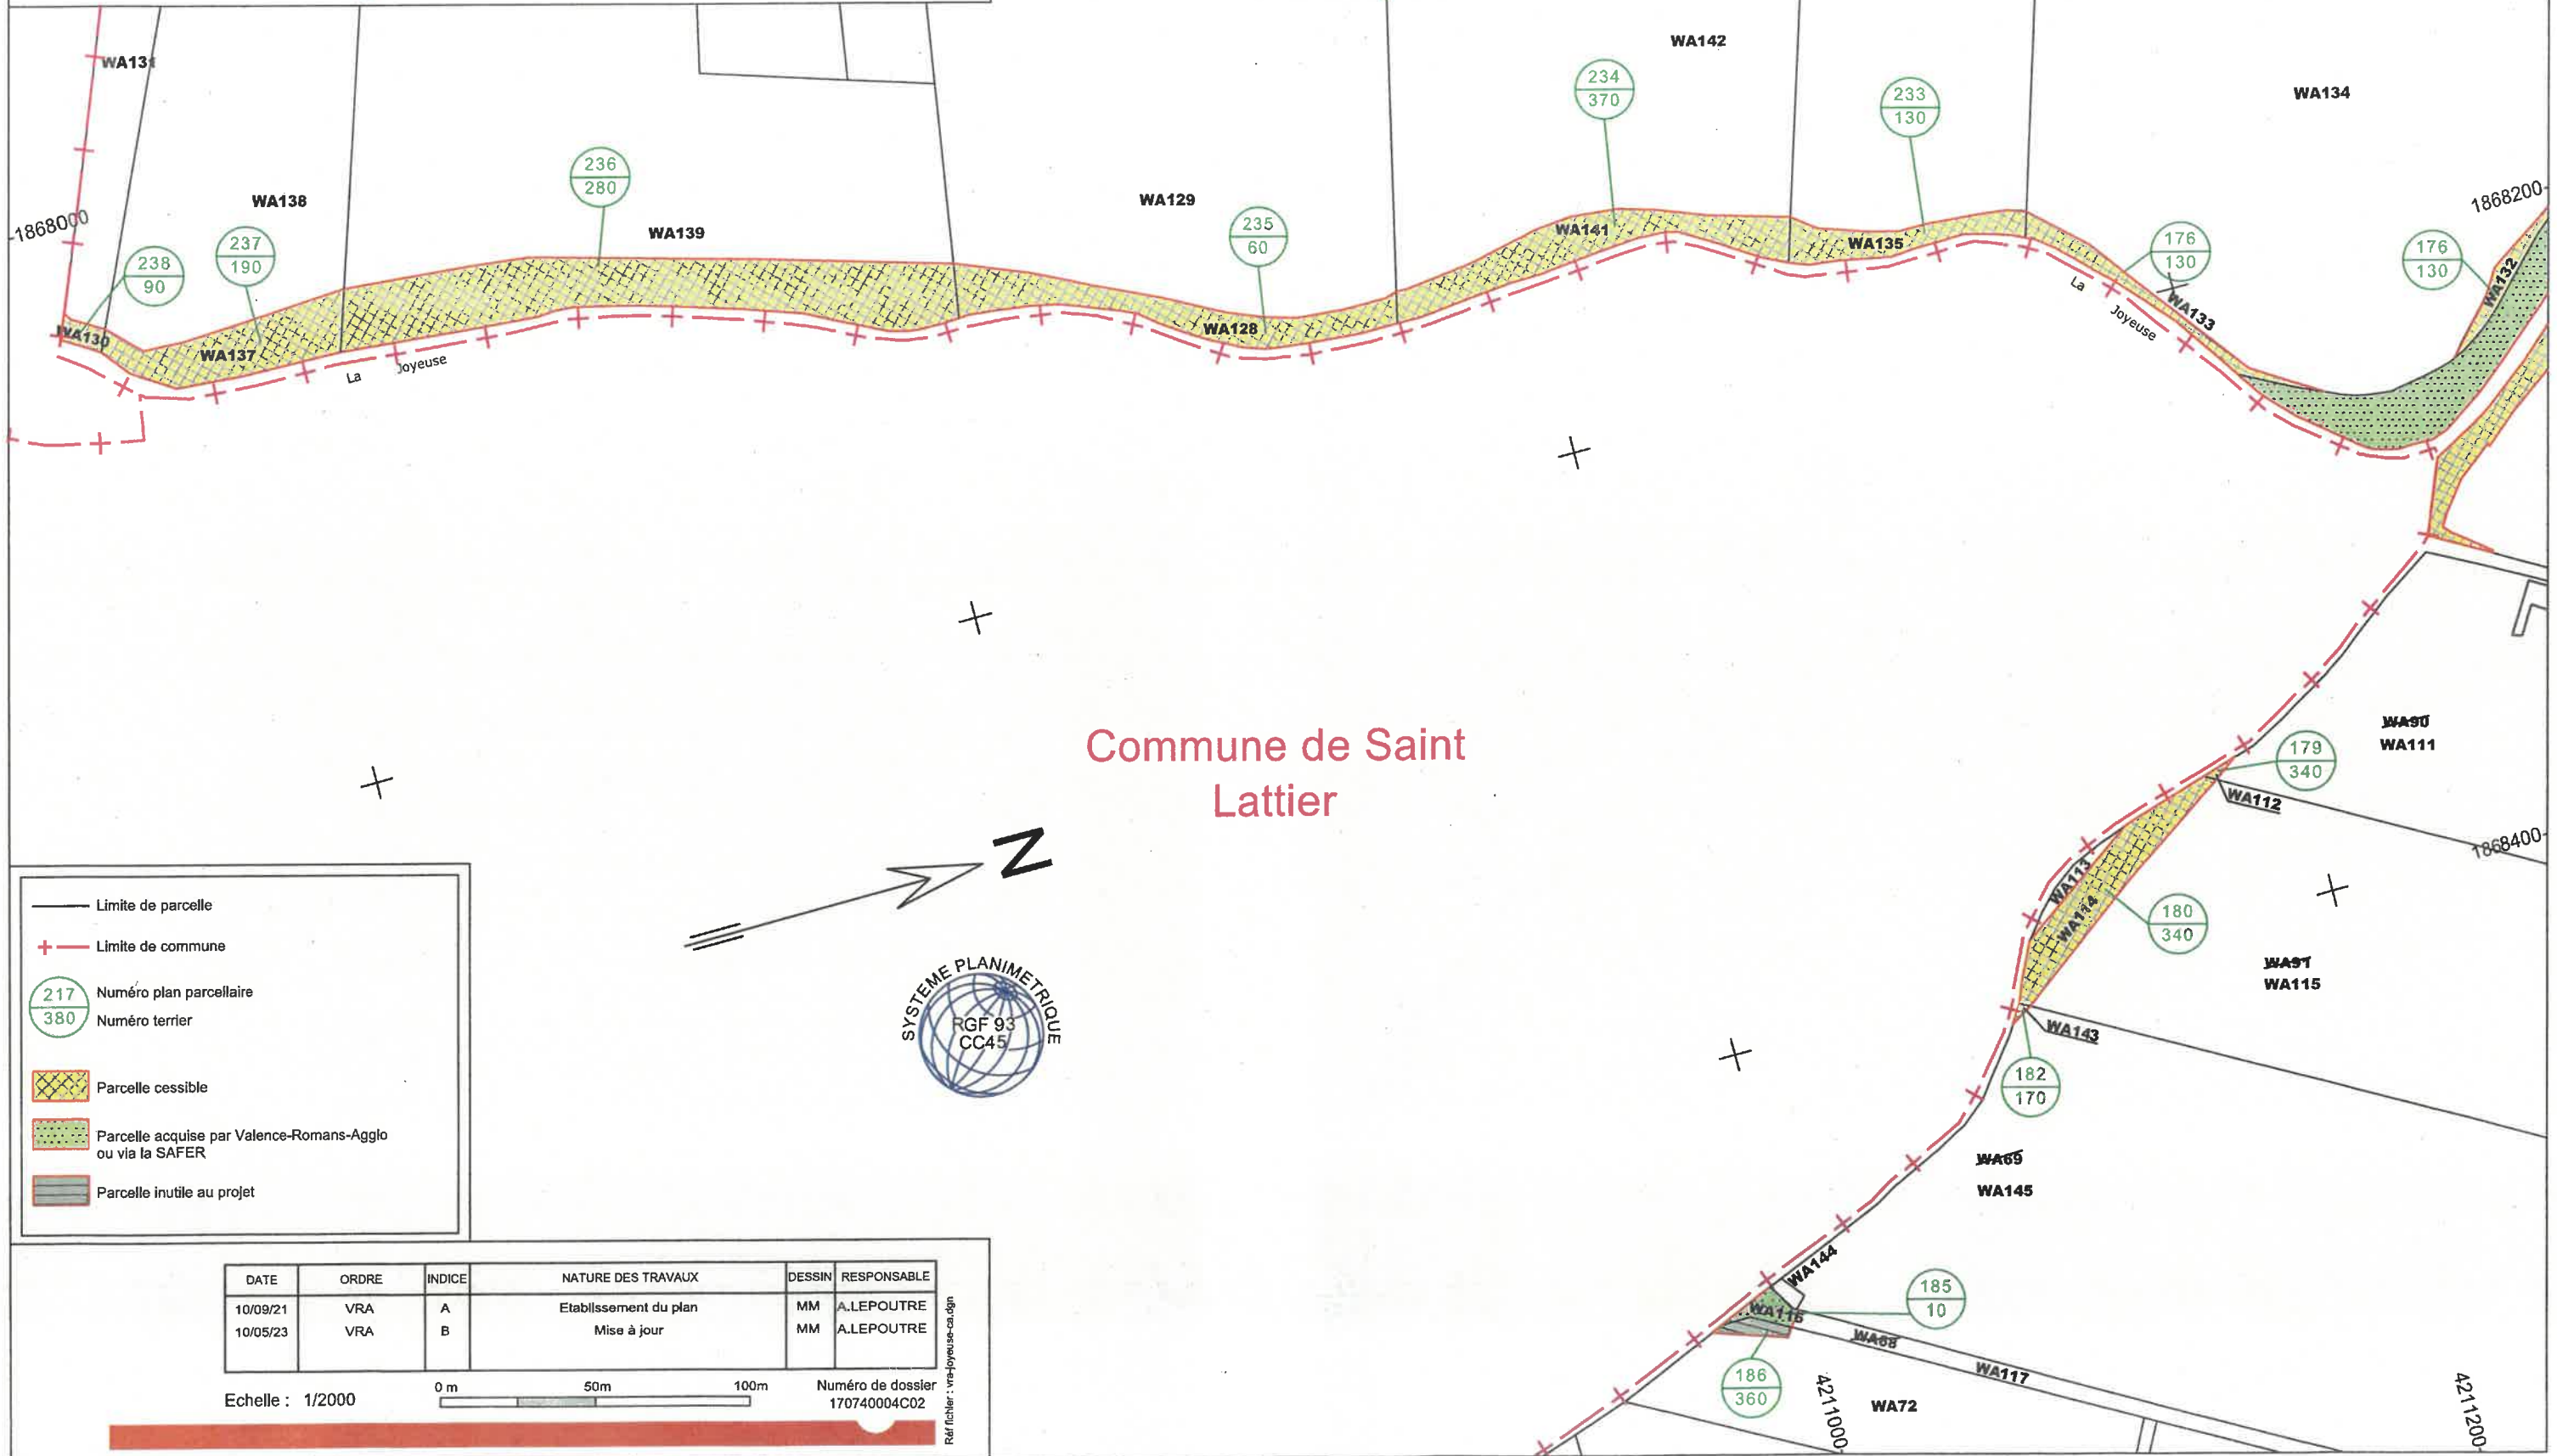 WA131
WA142
WA134
234
370
233
130
236
280
WA138
WA129
WA139
1868000
1868200
238
90
237
190
235
60
WA141
WA135
176
130
176
130
WA132
WA133
La
Joyeuse
WA130
WA137
WA128
La
Joyeuse
Commune de Saint
Lattier
WA90
WA111
179
340
WA112
1868400
WA113
WA114
180
340
WA91
WA115
WA143
182
170
WA69
WA145
WA144
185
10
WA116
WA68
WA117
186
360
WA72
4211000
4211200
N
SYSTEME PLANIMETRIQUE
RGF 93
CC45
Limite de parcelle
Limite de commune
217
380
Numéro plan parcellaire
Numéro terrier
Parcelle cessible
Parcelle acquise par Valence-Romans-Agglo
ou via la SAFER
Parcelle inutile au projet
DATE ORDRE INDICE NATURE DES TRAVAUX DESSIN RESPONSABLE
10/09/21 VRA A Etablissement du plan MM A.LEPOUTRE
10/05/23 VRA B Mise à jour MM A.LEPOUTRE
Echelle : 1/2000
0 m 50m 100m
Numéro de dossier
170740004C02
Réf fichier : vra-joyeuse-ca.dgn